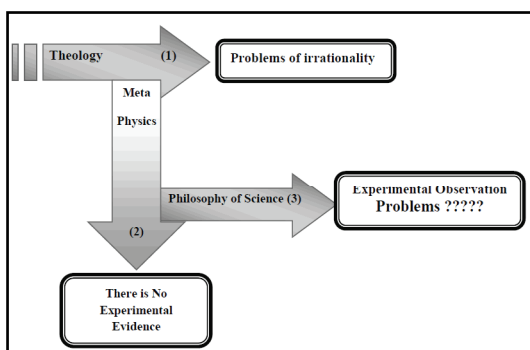 Theology (1)
Problems of irrationality
Meta
Physics
Philosophy of Science (3)
Experimental Observation
Problems ?????
(2)
There is No
Experimental
Evidence